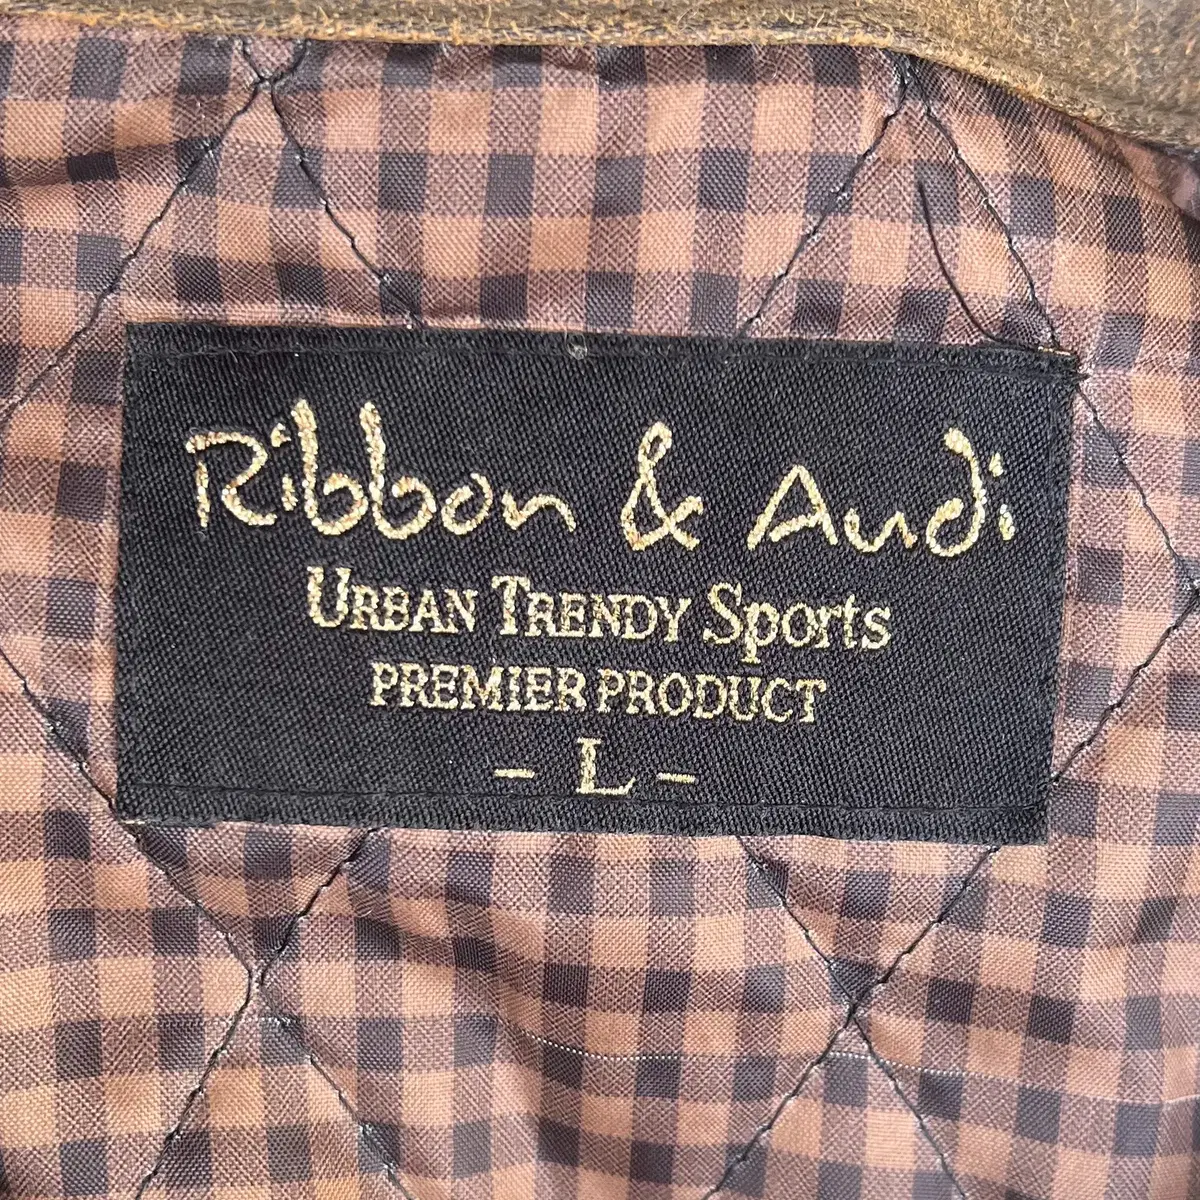 Ribbon & Audi
URBAN TRENDY Sports
PREMIER PRODUCT
- L -